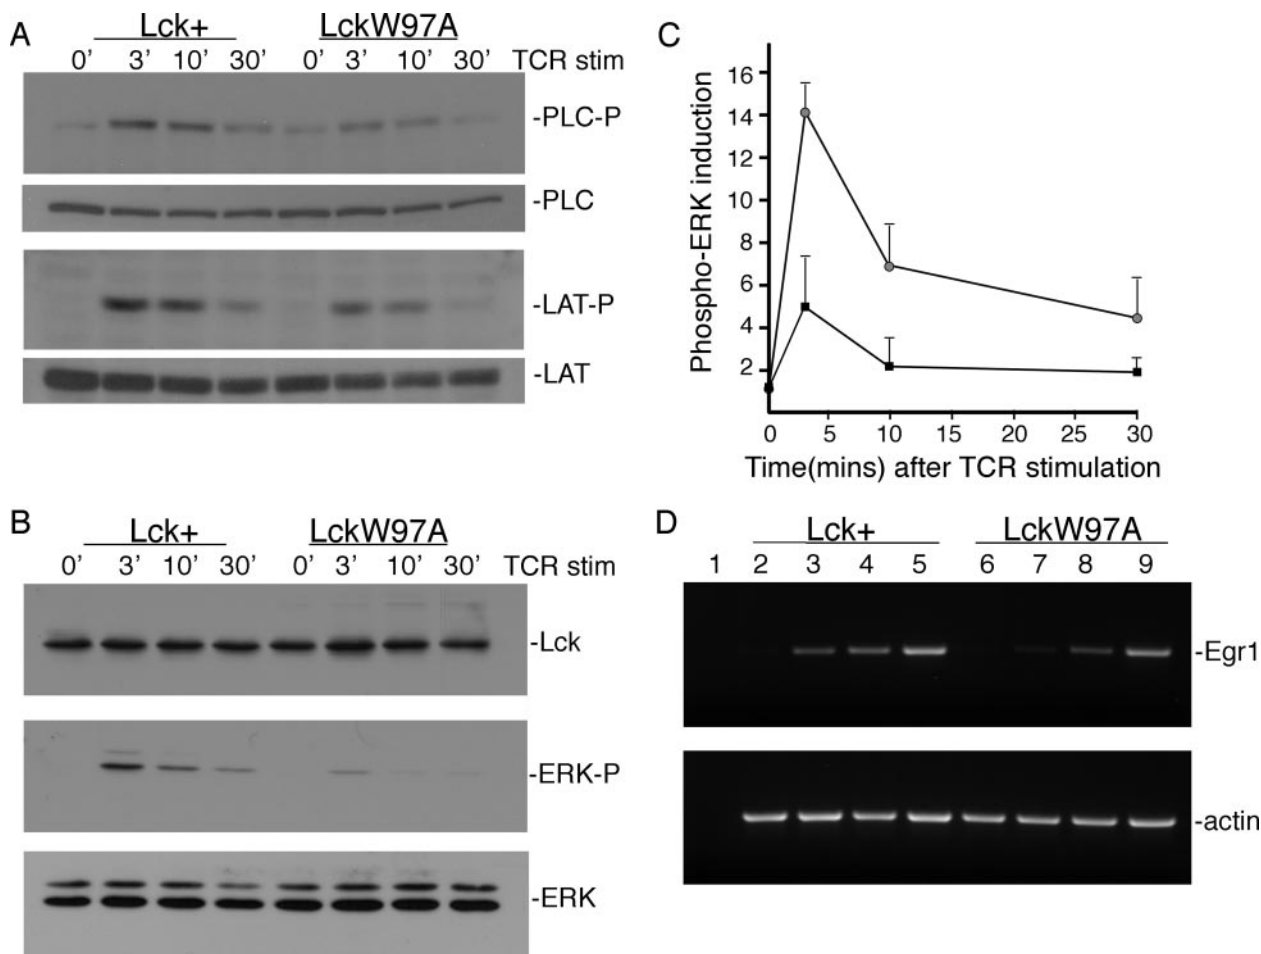 A
Lck+ LckW97A
0' 3' 10' 30' 0' 3' 10' 30' TCR stim
-PLC-P
-PLC
-LAT-P
-LAT
B
Lck+ LckW97A
0' 3' 10' 30' 0' 3' 10' 30' TCR stim
-Lck
-ERK-P
-ERK
C
Phospho-ERK induction
16
14
12
10
8
6
4
2
0 5 10 15 20 25 30
Time(mins) after TCR stimulation
D
Lck+ LckW97A
1 2 3 4 5 6 7 8 9
-Egr1
-actin